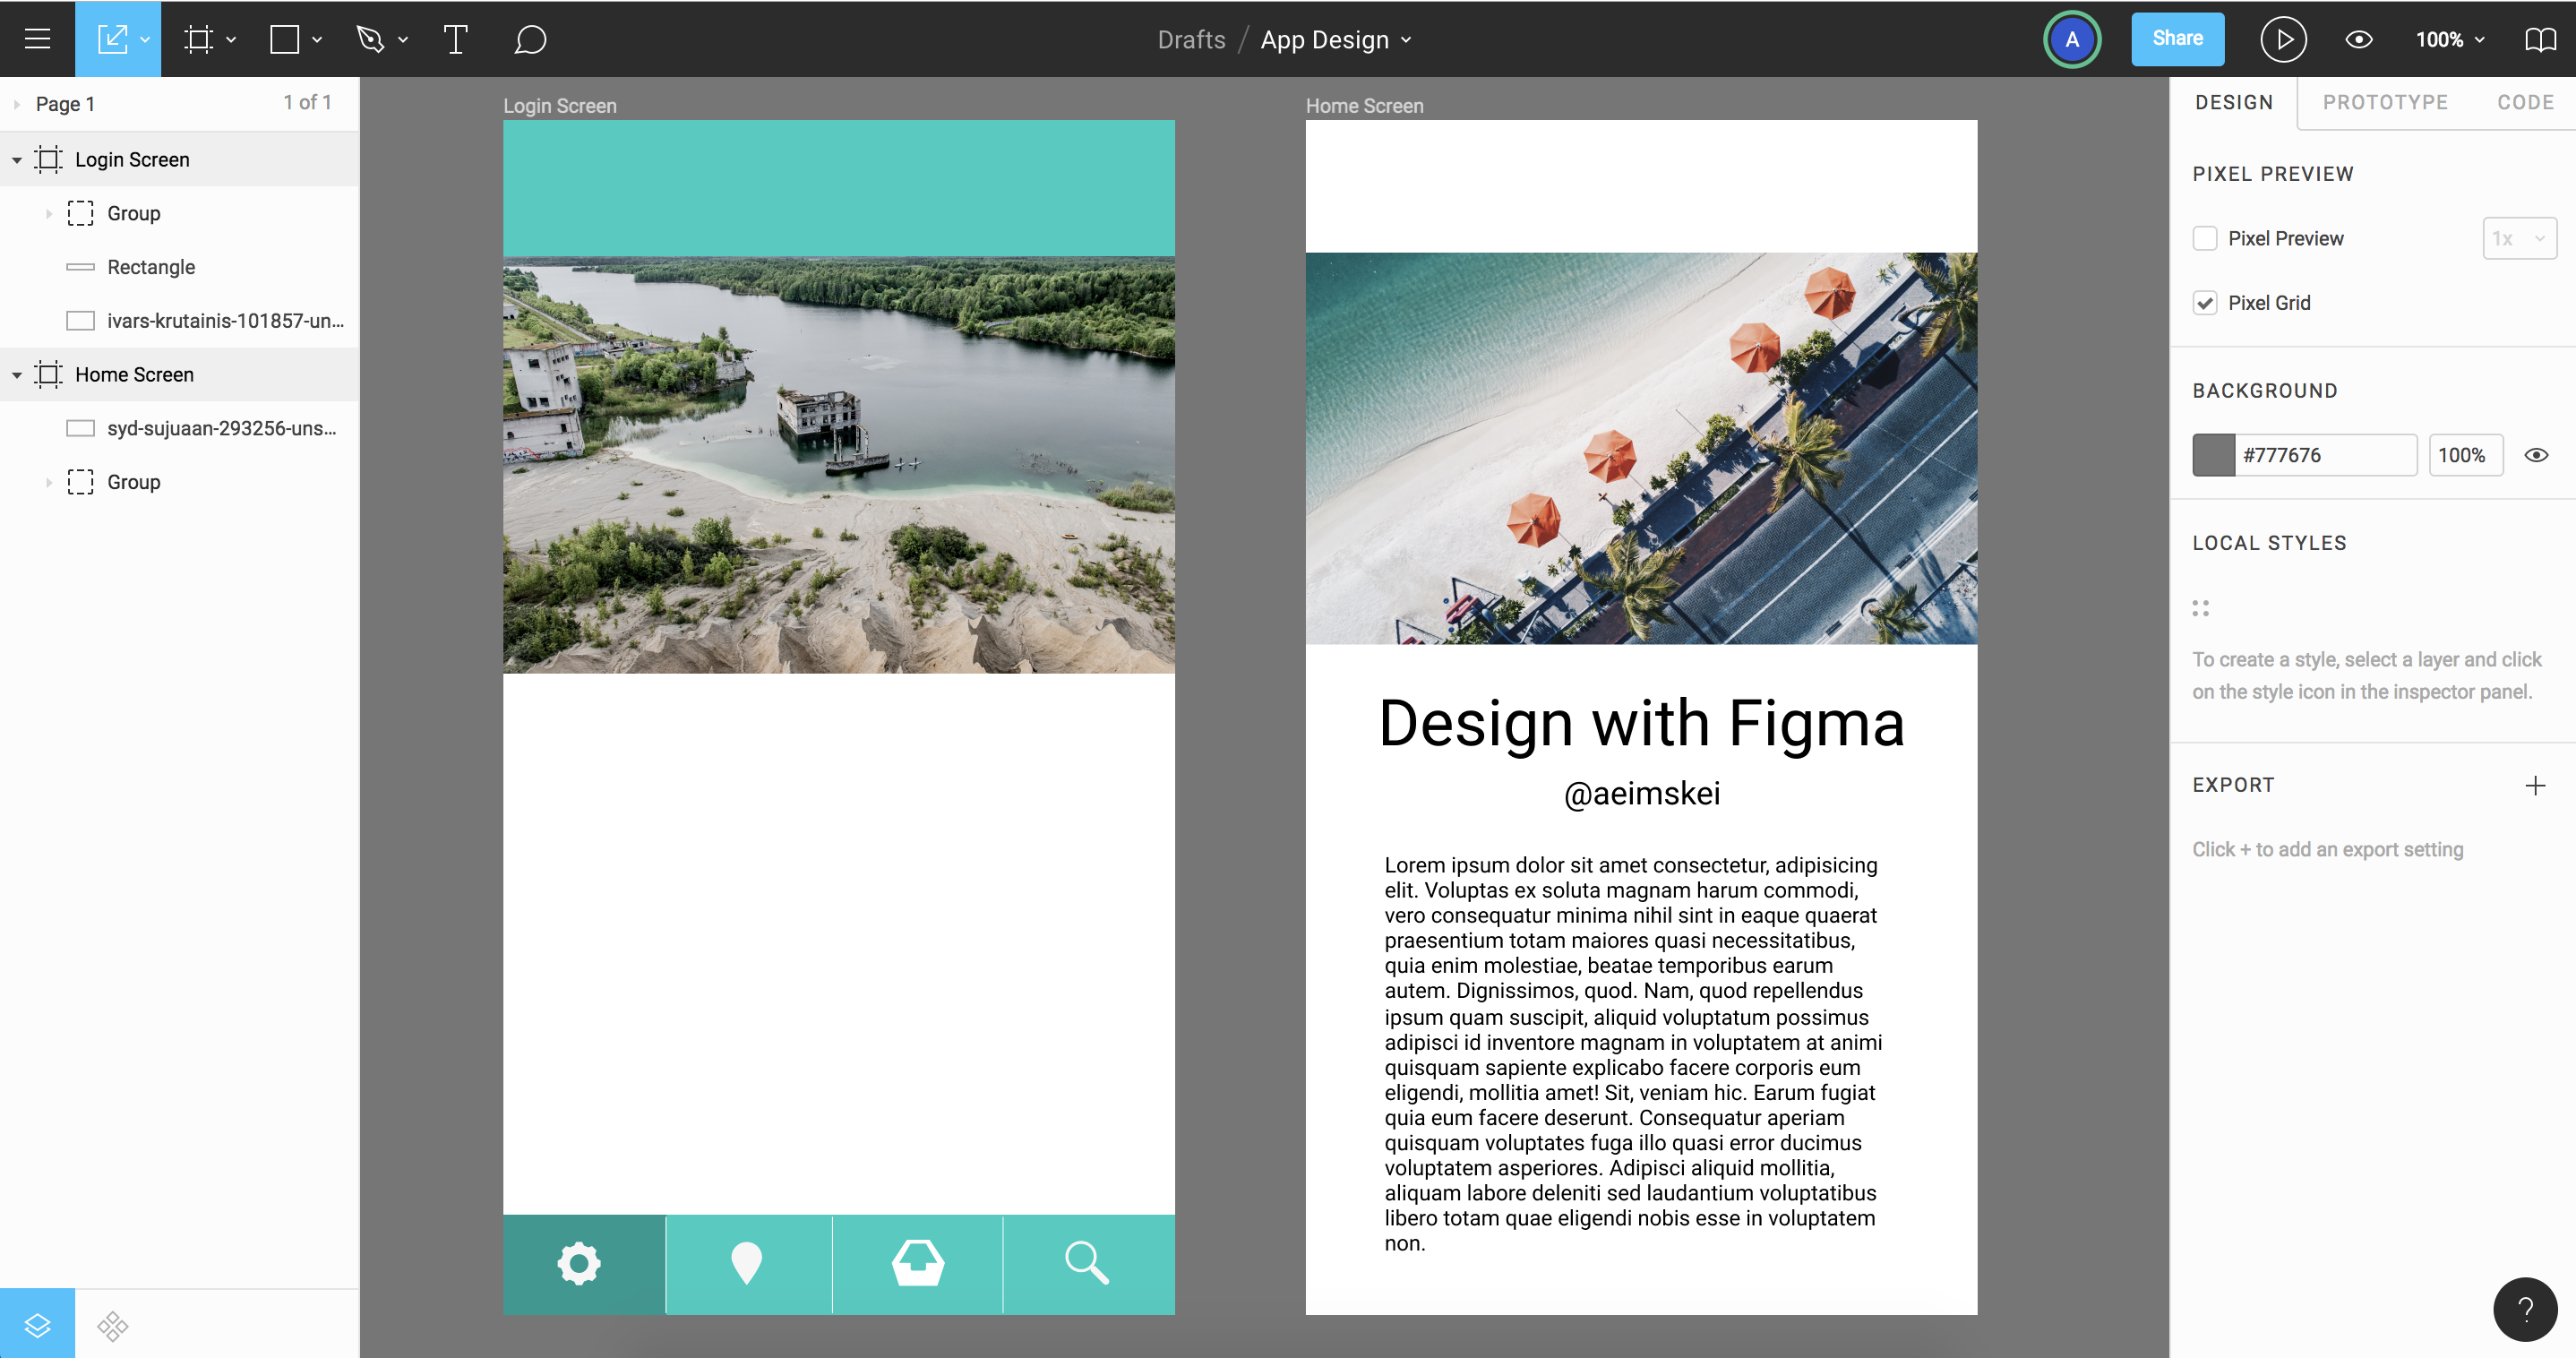 Drafts / App Design
A
Share
100%
Page 1
1 of 1
Login Screen
Group
Rectangle
ivars-krutainis-101857-un...
Home Screen
syd-sujuaan-293256-uns...
Group
Login Screen
Home Screen
Design with Figma
@aeimskei
Lorem ipsum dolor sit amet consectetur, adipisicing
elit. Voluptas ex soluta magnam harum commodi,
vero consequatur minima nihil sint in eaque quaerat
praesentium totam maiores quasi necessitatibus,
quia enim molestiae, beatae temporibus earum
autem. Dignissimos, quod. Nam, quod repellendus
ipsum quam suscipit, aliquid voluptatum possimus
adipisci id inventore magnam in voluptatem at animi
quisquam sapiente explicabo facere corporis eum
eligendi, mollitia amet! Sit, veniam hic. Earum fugiat
quia eum facere deserunt. Consequatur aperiam
quisquam voluptates fuga illo quasi error ducimus
voluptatem asperiores. Adipisci aliquid mollitia,
aliquam labore deleniti sed laudantium voluptatibus
libero totam quae eligendi nobis esse in voluptatem
non.
DESIGN
PROTOTYPE
CODE
PIXEL PREVIEW
Pixel Preview
1x
Pixel Grid
BACKGROUND
#777676
100%
LOCAL STYLES
To create a style, select a layer and click
on the style icon in the inspector panel.
EXPORT
Click + to add an export setting
?